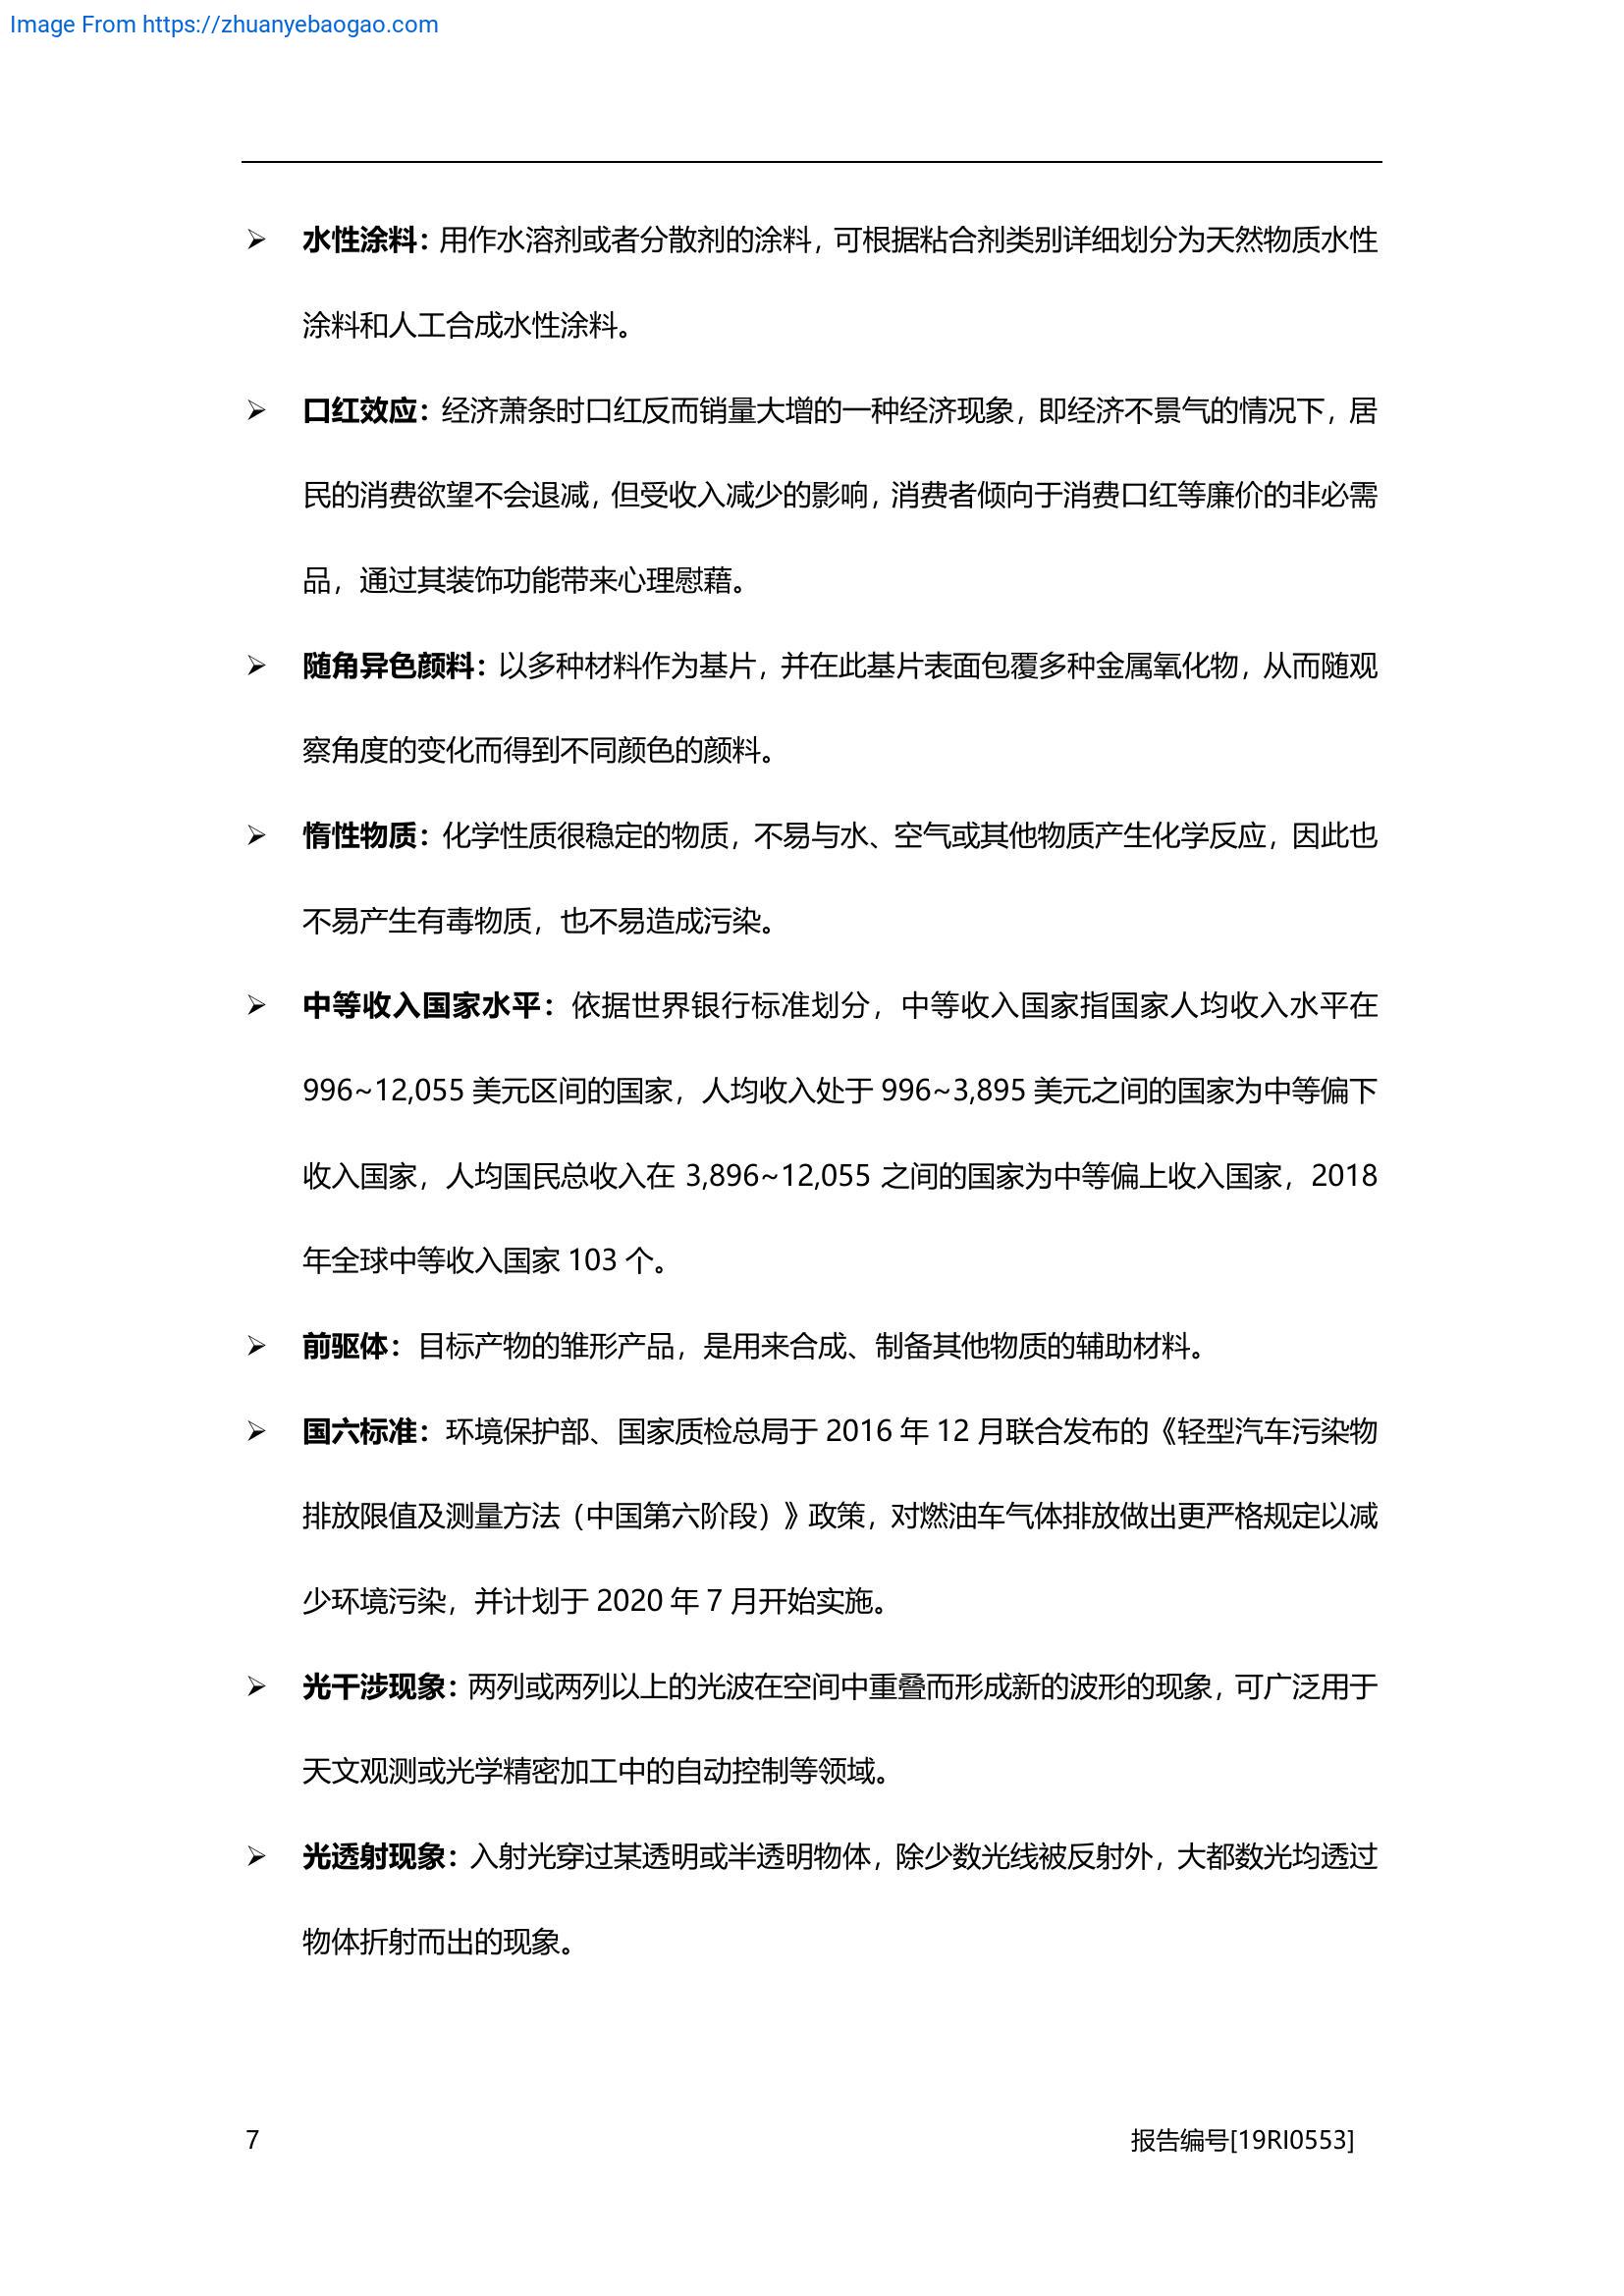 Image From https://zhuanyebaogao.com
➢ 水性涂料：用作水溶剂或者分散剂的涂料，可根据粘合剂类别详细划分为天然物质水性
涂料和人工合成水性涂料。
➢ 口红效应：经济萧条时口红反而销量大增的一种经济现象，即经济不景气的情况下，居
民的消费欲望不会退减，但受收入减少的影响，消费者倾向于消费口红等廉价的非必需
品，通过其装饰功能带来心理慰藉。
➢ 随角异色颜料：以多种材料作为基片，并在此基片表面包覆多种金属氧化物，从而随观
察角度的变化而得到不同颜色的颜料。
➢ 惰性物质：化学性质很稳定的物质，不易与水、空气或其他物质产生化学反应，因此也
不易产生有毒物质，也不易造成污染。
➢ 中等收入国家水平：依据世界银行标准划分，中等收入国家指国家人均收入水平在
996~12,055 美元区间的国家，人均收入处于 996~3,895 美元之间的国家为中等偏下
收入国家，人均国民总收入在 3,896~12,055 之间的国家为中等偏上收入国家，2018
年全球中等收入国家 103 个。
➢ 前驱体：目标产物的雏形产品，是用来合成、制备其他物质的辅助材料。
➢ 国六标准：环境保护部、国家质检总局于 2016 年 12 月联合发布的《轻型汽车污染物
排放限值及测量方法（中国第六阶段）》政策，对燃油车气体排放做出更严格规定以减
少环境污染，并计划于 2020 年 7 月开始实施。
➢ 光干涉现象：两列或两列以上的光波在空间中重叠而形成新的波形的现象，可广泛用于
天文观测或光学精密加工中的自动控制等领域。
➢ 光透射现象：入射光穿过某透明或半透明物体，除少数光线被反射外，大都数光均透过
物体折射而出的现象。
7 报告编号[19RI0553]